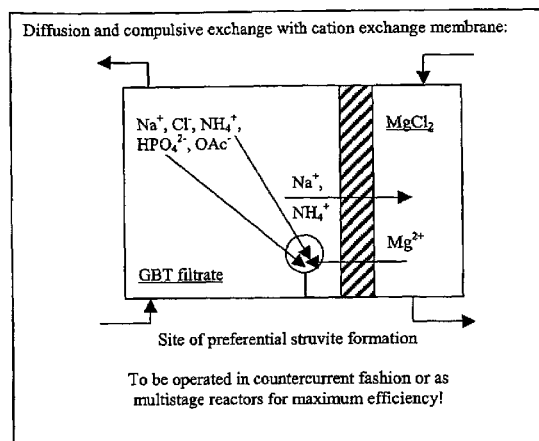 Diffusion and compulsive exchange with cation exchange membrane:
Na⁺, Cl⁻, NH₄⁺,
HPO₄²⁻, OAc⁻
MgCl₂
Na⁺,
NH₄⁺
Mg²⁺
GBT filtrate
Site of preferential struvite formation
To be operated in countercurrent fashion or as
multistage reactors for maximum efficiency!